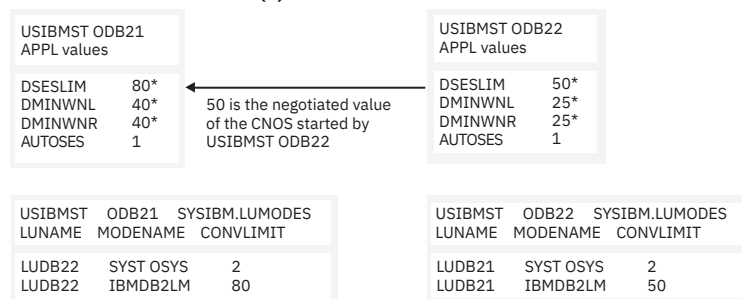 USIBMST ODB21
APPL values
DSESLIM 80*
DMINWNL 40*
DMINWNR 40*
AUTOSES 1
50 is the negotiated value
of the CNOS started by
USIBMST ODB22
USIBMST ODB22
APPL values
DSESLIM 50*
DMINWNL 25*
DMINWNR 25*
AUTOSES 1
USIBMST ODB21 SYSIBM.LUMODES
LUNAME MODENAME CONVLIMIT
LUDB22 SYST OSYS 2
LUDB22 IBMDB2LM 80
USIBMST ODB22 SYSIBM.LUMODES
LUNAME MODENAME CONVLIMIT
LUDB21 SYST OSYS 2
LUDB21 IBMDB2LM 50